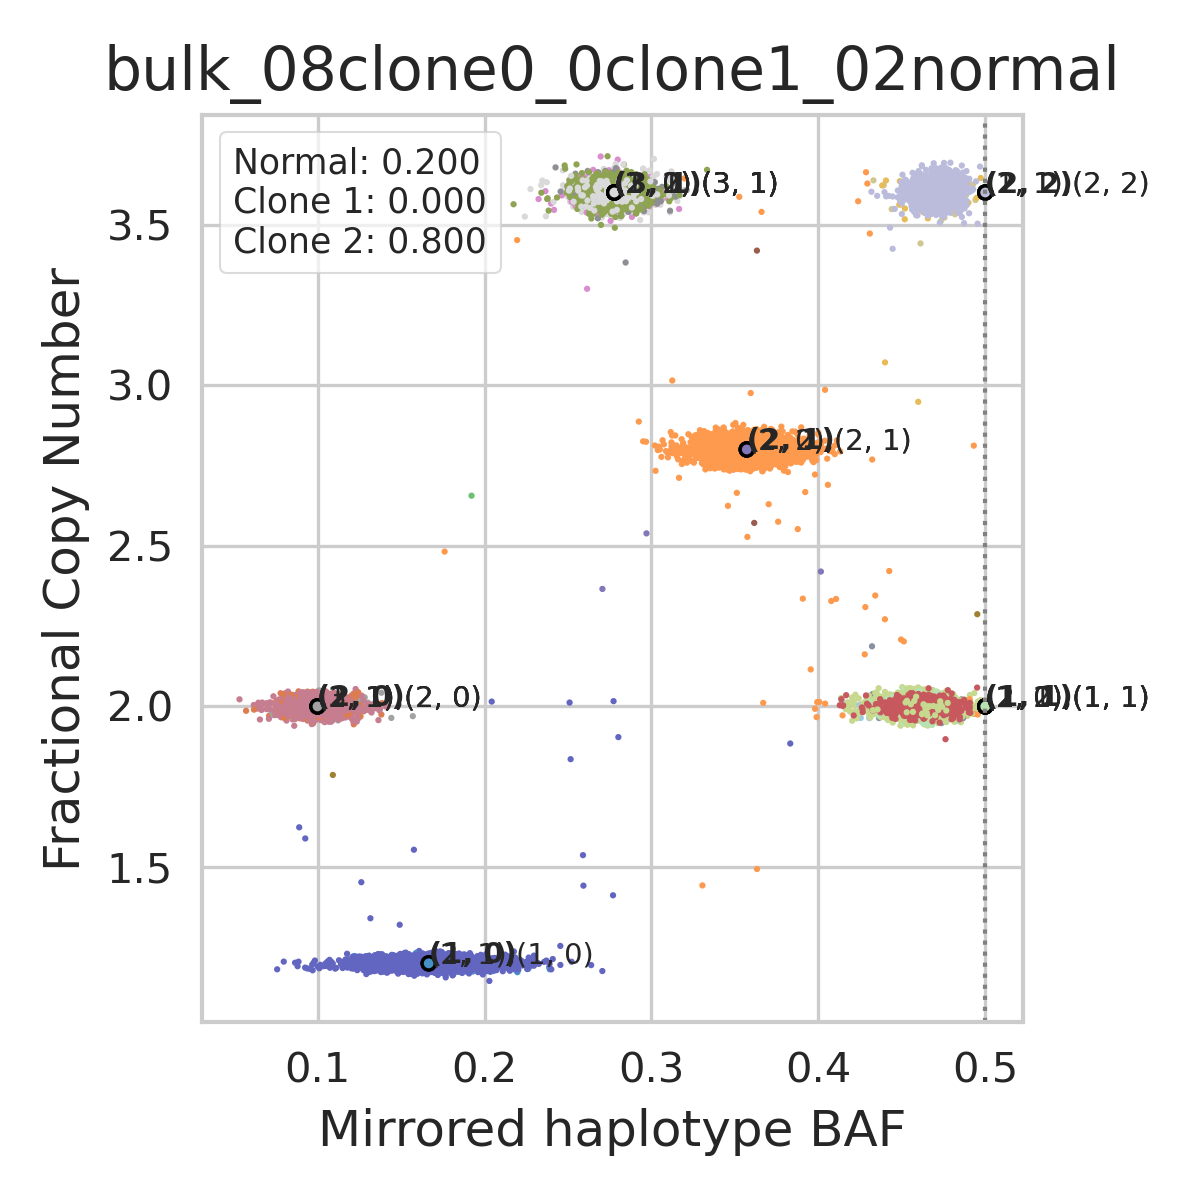 bulk_08clone0_0clone1_02normal
Normal: 0.200
Clone 1: 0.000
Clone 2: 0.800
Fractional Copy Number
3.5
3.0
2.5
2.0
1.5
(3, 1)
(2, 2)
(2, 1)
(2, 0)
(1, 1)
(1, 0)
0.1 0.2 0.3 0.4 0.5
Mirrored haplotype BAF